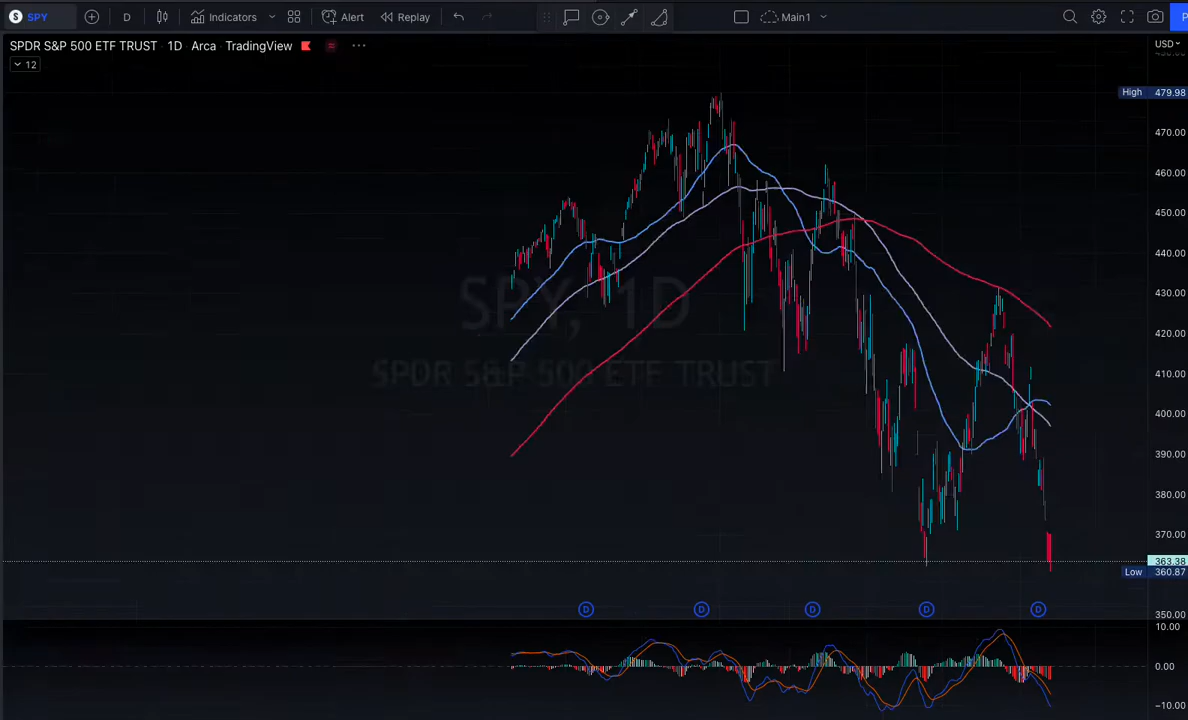 S SPY D Indicators Alert Replay Main1 P
SPDR S&P 500 ETF TRUST · 1D · Arca · TradingView
12
USD
High 479.98
470.00
460.00
450.00
440.00
430.00
420.00
410.00
400.00
390.00
380.00
370.00
363.38
Low 360.87
350.00
SPY, 1D
SPDR S&P 500 ETF TRUST
D D D D D
10.00
0.00
−10.00